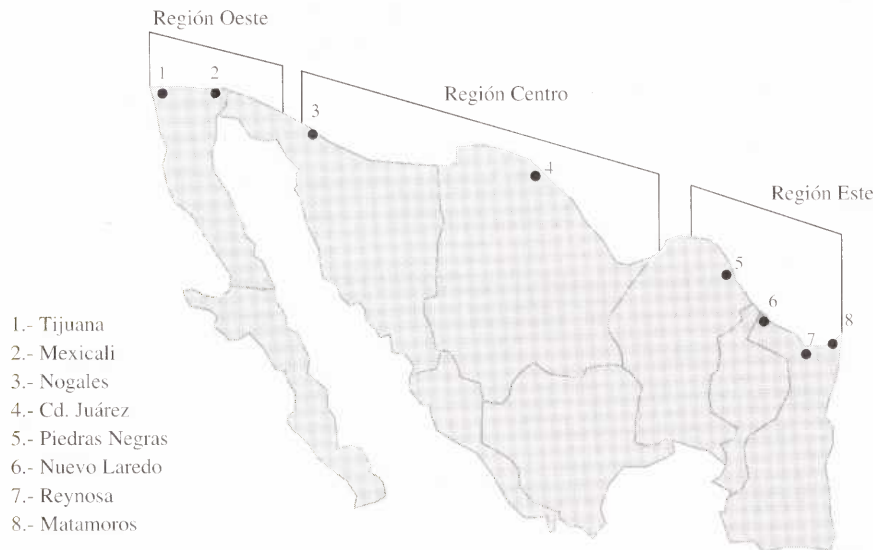 Región Oeste
1
2
3
Región Centro
4
Región Este
5
6
7
8
1.- Tijuana
2.- Mexicali
3.- Nogales
4.- Cd. Juárez
5.- Piedras Negras
6.- Nuevo Laredo
7.- Reynosa
8.- Matamoros